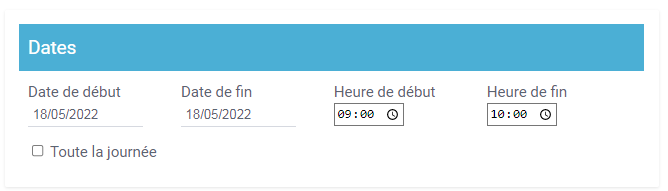 Dates
Date de début Date de fin Heure de début Heure de fin
18/05/2022 18/05/2022 09:00 10:00
Toute la journée